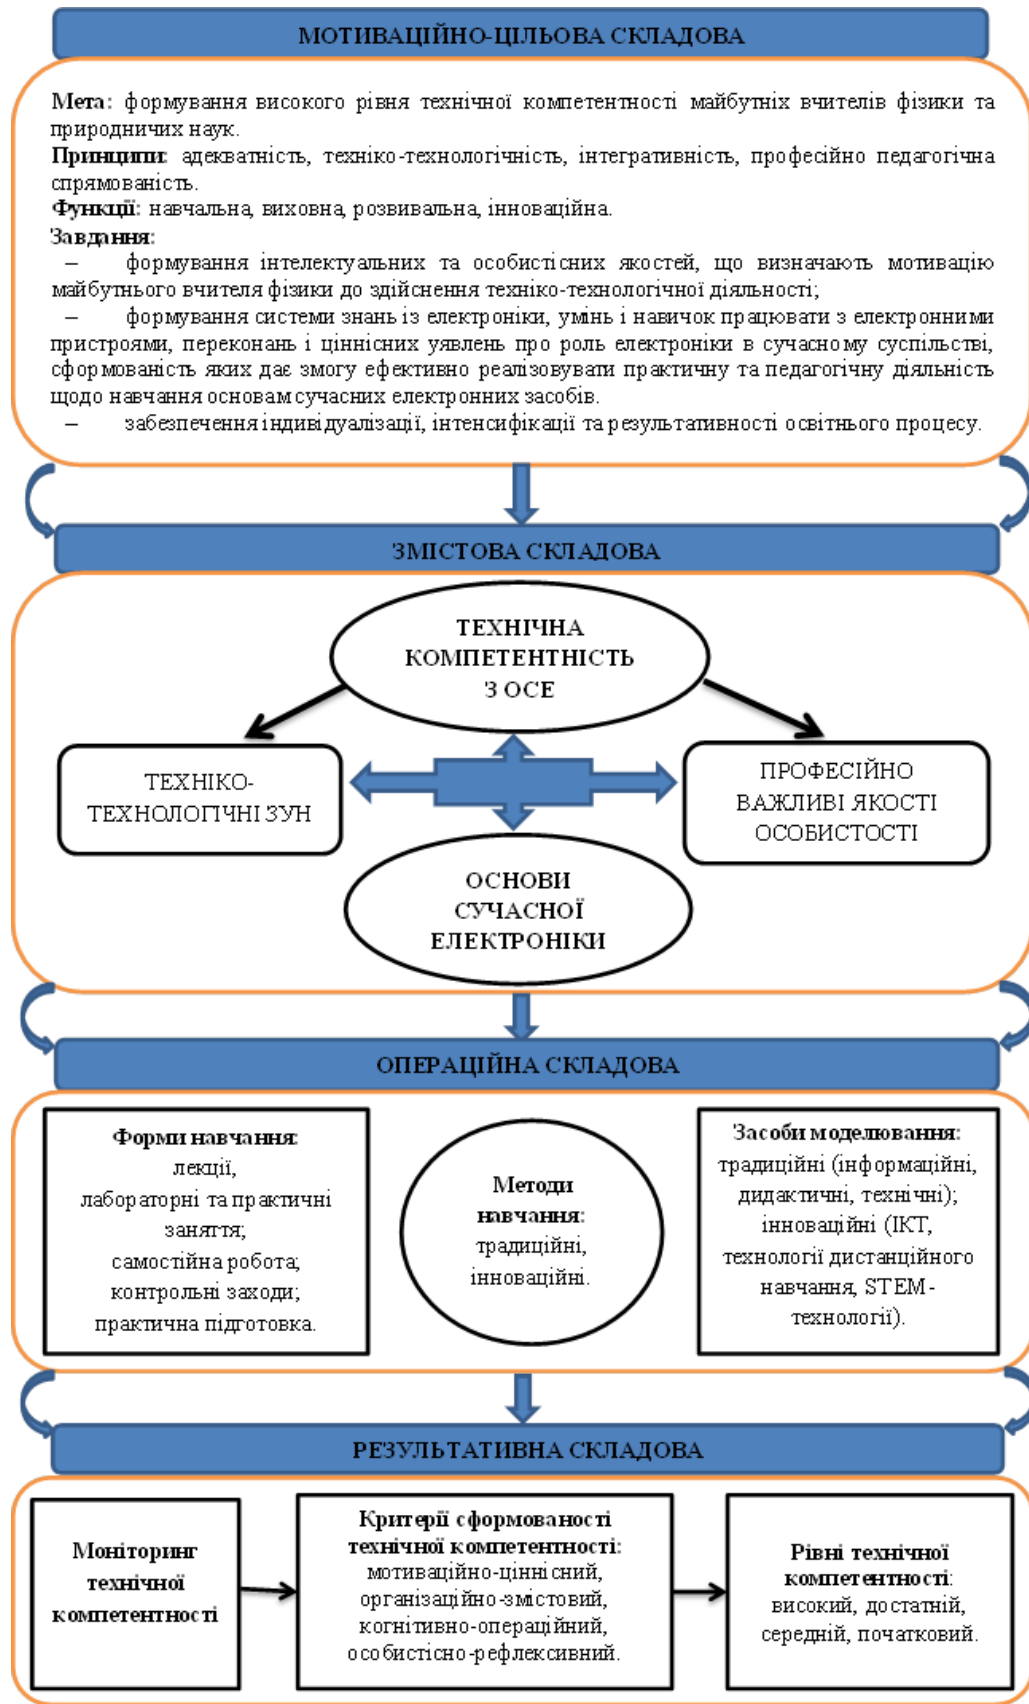 МОТИВАЦІЙНО-ЦІЛЬОВА СКЛАДОВА
Мета: формування високого рівня технічної компетентності майбутніх вчителів фізики та
природничих наук.
Принципи: адекватність, техніко-технологічність, інтегративність, професійно педагогічна
спрямованість.
Функції: навчальна, виховна, розвивальна, інноваційна.
Завдання:
– формування інтелектуальних та особистісних якостей, що визначають мотивацію
майбутнього вчителя фізики до здійснення техніко-технологічної діяльності;
– формування системи знань із електроніки, умінь і навичок працювати з електронними
пристроями, переконань і ціннісних уявлень про роль електроніки в сучасному суспільстві,
сформованість яких дає змогу ефективно реалізовувати практичну та педагогічну діяльність
щодо навчання основам сучасних електронних засобів.
– забезпечення індивідуалізації, інтенсифікації та результативності освітнього процесу.
ЗМІСТОВА СКЛАДОВА
ТЕХНІЧНА
КОМПЕТЕНТНІСТЬ
З ОСЕ
ТЕХНІКО-
ТЕХНОЛОГІЧНІ ЗУН
ПРОФЕСІЙНО
ВАЖЛИВІ ЯКОСТІ
ОСОБИСТОСТІ
ОСНОВИ
СУЧАСНОЇ
ЕЛЕКТРОНІКИ
ОПЕРАЦІЙНА СКЛАДОВА
Форми навчання:
лекції,
лабораторні та практичні
заняття;
самостійна робота;
контрольні заходи;
практична підготовка.
Методи
навчання:
традиційні,
інноваційні.
Засоби моделювання:
традиційні (інформаційні,
дидактичні, технічні);
інноваційні (ІКТ,
технології дистанційного
навчання, STEM-
технології).
РЕЗУЛЬТАТИВНА СКЛАДОВА
Моніторинг
технічної
компетентності
Критерії сформованості
технічної компетентності:
мотиваційно-ціннісний,
організаційно-змістовий,
когнітивно-операційний,
особистісно-рефлексивний.
Рівні технічної
компетентності:
високий, достатній,
середній, початковий.